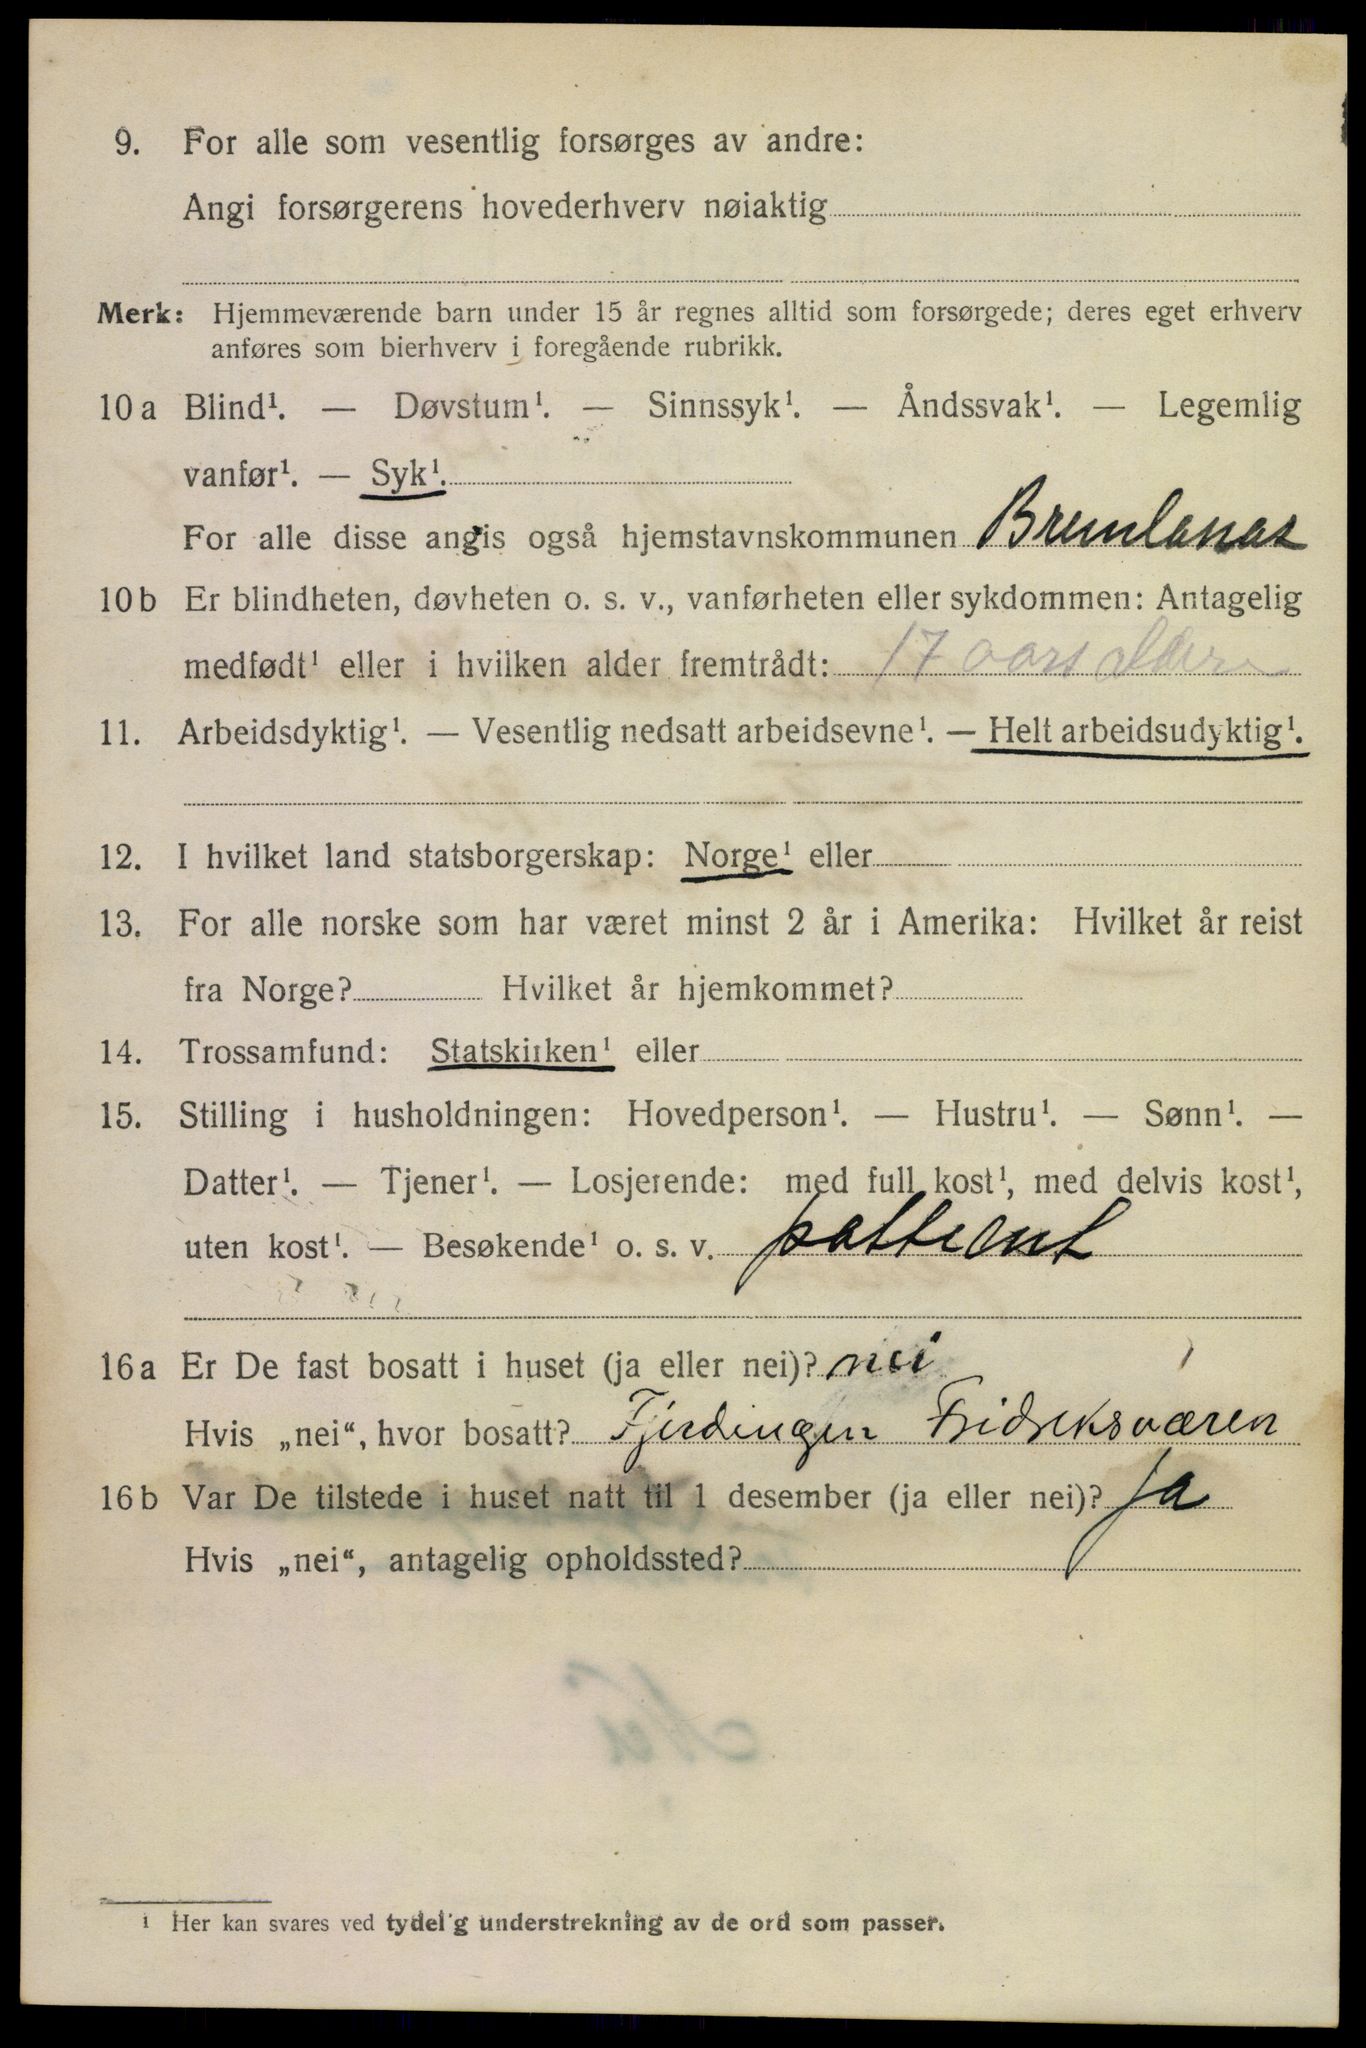 9. For alle som vesentlig forsørges av andre:
Angi forsørgerens hovederhverv nøiaktig
Merk: Hjemmeværende barn under 15 år regnes alltid som forsørgede; deres eget erhverv
anføres som bierhverv i foregående rubrikk.
10 a Blind¹. — Døvstum¹. — Sinnssyk¹. — Åndssvak¹. — Legemlig
vanfør¹. — Syk¹.
For alle disse angis også hjemstavnskommunen Brunlanas
10 b Er blindheten, døvheten o. s. v., vanførheten eller sykdommen: Antagelig
medfødt¹ eller i hvilken alder fremtrådt: 17 aars
11. Arbeidsdyktig¹. — Vesentlig nedsatt arbeidsevne¹. — Helt arbeidsudyktig¹.
12. I hvilket land statsborgerskap: Norge¹ eller
13. For alle norske som har været minst 2 år i Amerika: Hvilket år reist
fra Norge? Hvilket år hjemkommet?
14. Trossamfund: Statskirken¹ eller
15. Stilling i husholdningen: Hovedperson¹. — Hustru¹. — Sønn¹. —
Datter¹. — Tjener¹. — Losjerende: med full kost¹, med delvis kost¹,
uten kost¹. — Besøkende¹ o. s. v. pattient
16 a Er De fast bosatt i huset (ja eller nei)? nei
Hvis „nei“, hvor bosatt? Fjerdingen Fridreksværen
16 b Var De tilstede i huset natt til 1 desember (ja eller nei)? Ja
Hvis „nei“, antagelig opholdssted?
¹ Her kan svares ved tydelig understrekning av de ord som passer.